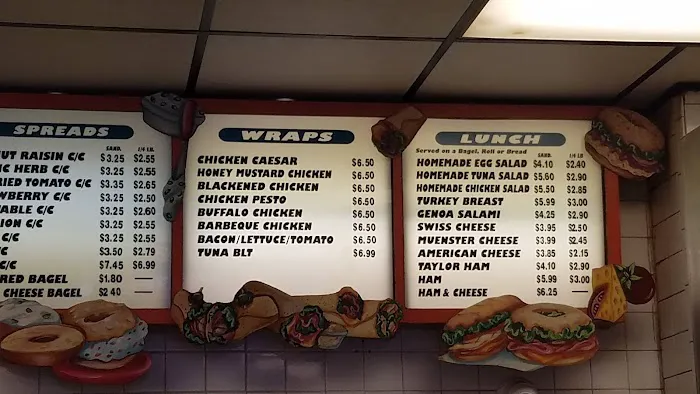 SPREADS
SAND. 1/4 LB.
RAISIN C/C $3.25 $2.55
HERB C/C $3.25 $2.55
TOMATO C/C $3.35 $2.65
C/C $3.25 $2.50
C/C $3.25 $2.60
C/C $3.25 $2.55
C/C $3.25 $2.55
C/C $3.50 $2.79
C/C $7.45 $6.99
BAGEL $1.80 —
CHEESE BAGEL $2.40 —
WRAPS
CHICKEN CAESAR $6.50
HONEY MUSTARD CHICKEN $6.50
BLACKENED CHICKEN $6.50
CHICKEN PESTO $6.50
BUFFALO CHICKEN $6.50
BARBEQUE CHICKEN $6.50
BACON/LETTUCE/TOMATO $6.50
TUNA BLT $6.99
LUNCH
Served on a Bagel, Roll or Bread SAND. 1/4 LB
HOMEMADE EGG SALAD $4.10 $2.40
HOMEMADE TUNA SALAD $5.60 $2.90
HOMEMADE CHICKEN SALAD $5.50 $2.85
TURKEY BREAST $5.99 $3.00
GENOA SALAMI $4.25 $2.90
SWISS CHEESE $3.95 $2.50
MUENSTER CHEESE $3.99 $2.45
AMERICAN CHEESE $3.85 $2.15
TAYLOR HAM $4.10 $2.90
HAM $5.99 $3.00
HAM & CHEESE $6.25 —